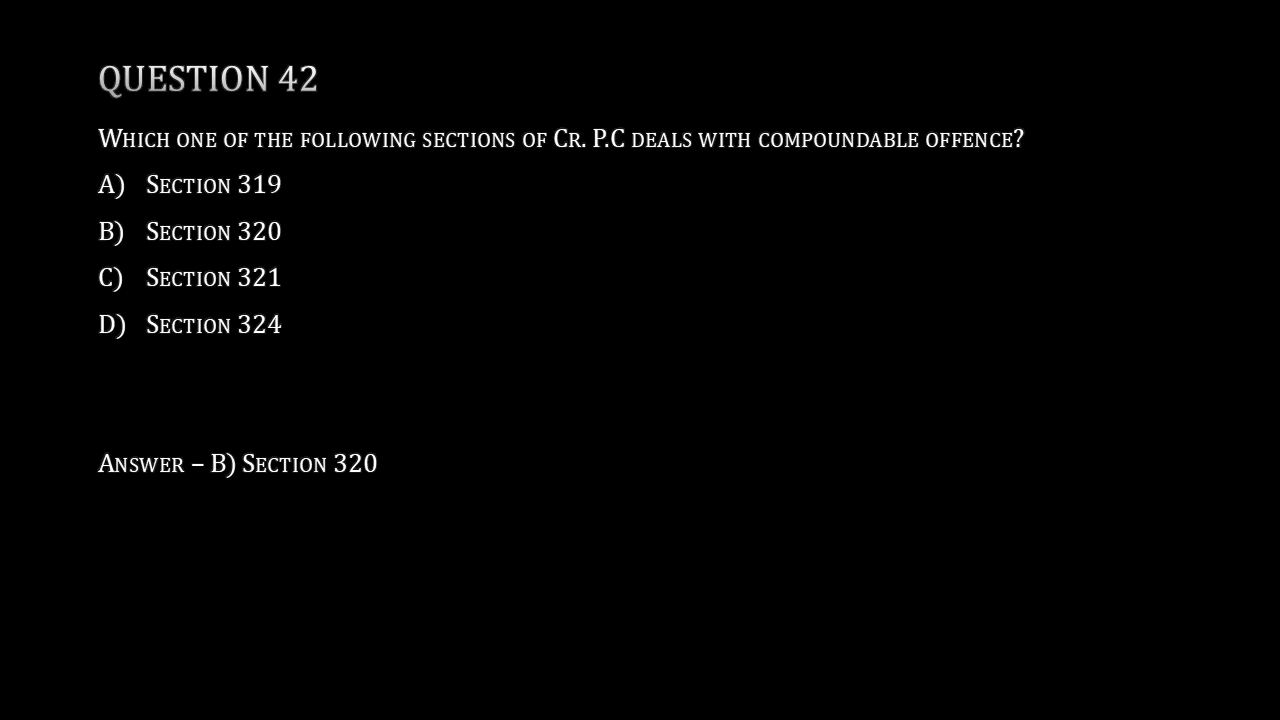 QUESTION 42
Which one of the following sections of Cr. P.C deals with compoundable offence?
A) Section 319
B) Section 320
C) Section 321
D) Section 324
Answer – B) Section 320